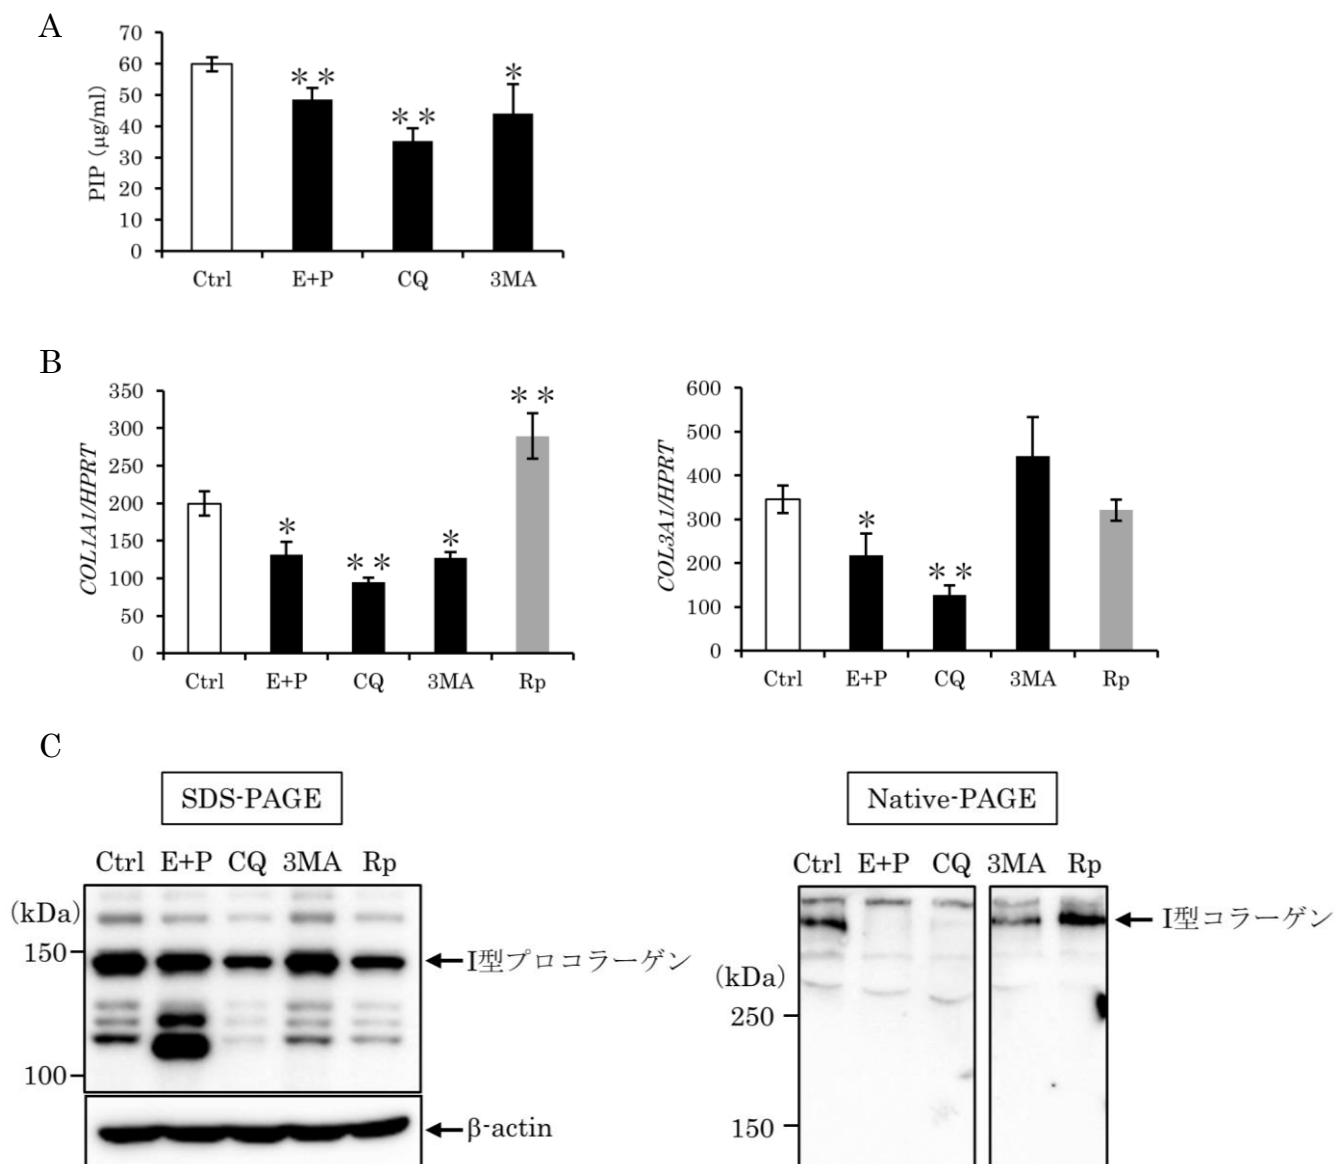 A
70
60
50
40
30
20
10
0
PIP (μg/ml)
** ** *
Ctrl E+P CQ 3MA
B
350
300
250
200
150
100
50
0
COL1A1/HPRT
* ** * **
Ctrl E+P CQ 3MA Rp
600
500
400
300
200
100
0
COL3A1/HPRT
* **
Ctrl E+P CQ 3MA Rp
C
SDS-PAGE
Ctrl E+P CQ 3MA Rp
(kDa)
150
100
I型プロコラーゲン
β-actin
Native-PAGE
Ctrl E+P CQ 3MA Rp
I型コラーゲン
(kDa)
250
150